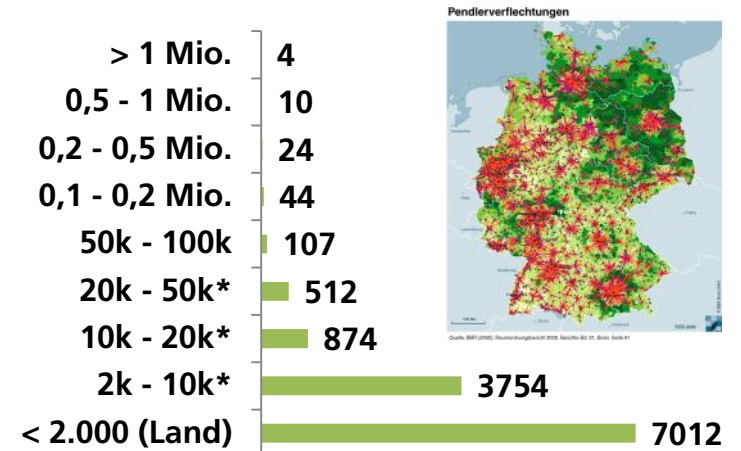 Pendlerverflechtungen
> 1 Mio. 4
0,5 - 1 Mio. 10
0,2 - 0,5 Mio. 24
0,1 - 0,2 Mio. 44
50k - 100k 107
20k - 50k* 512
10k - 20k* 874
2k - 10k* 3754
< 2.000 (Land) 7012